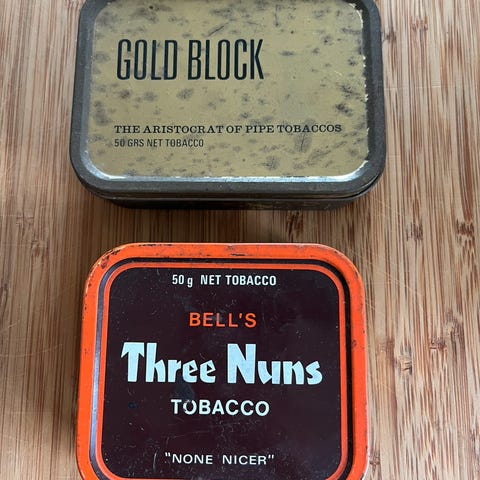 GOLD BLOCK
THE ARISTOCRAT OF PIPE TOBACCOS
50 GRS NET TOBACCO
50g NET TOBACCO
BELL'S
Three Nuns
TOBACCO
"NONE NICER"